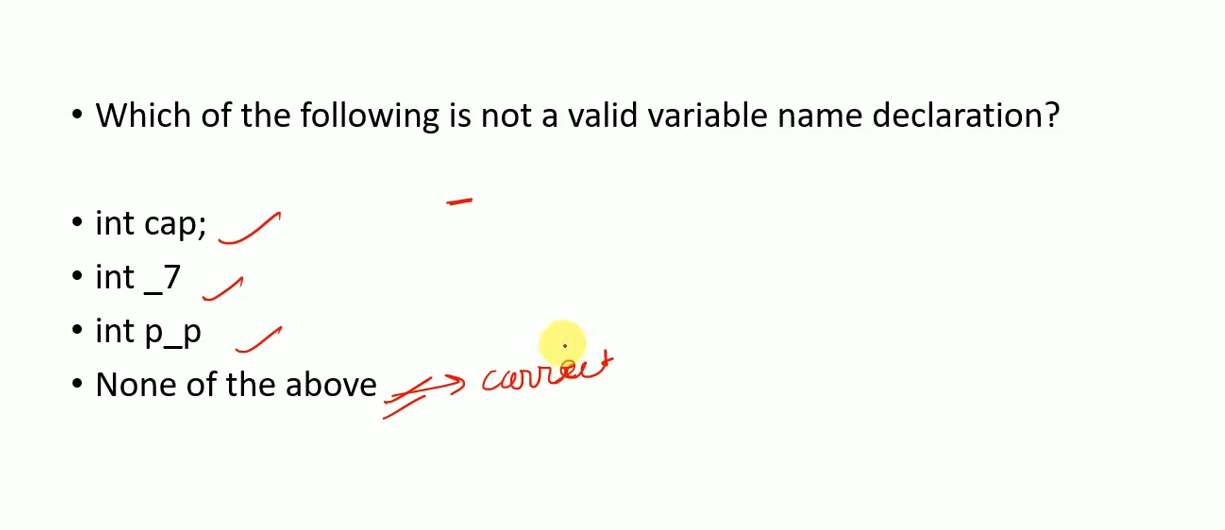 • Which of the following is not a valid variable name declaration?
• int cap;
• int _7
• int p_p
• None of the above → correct